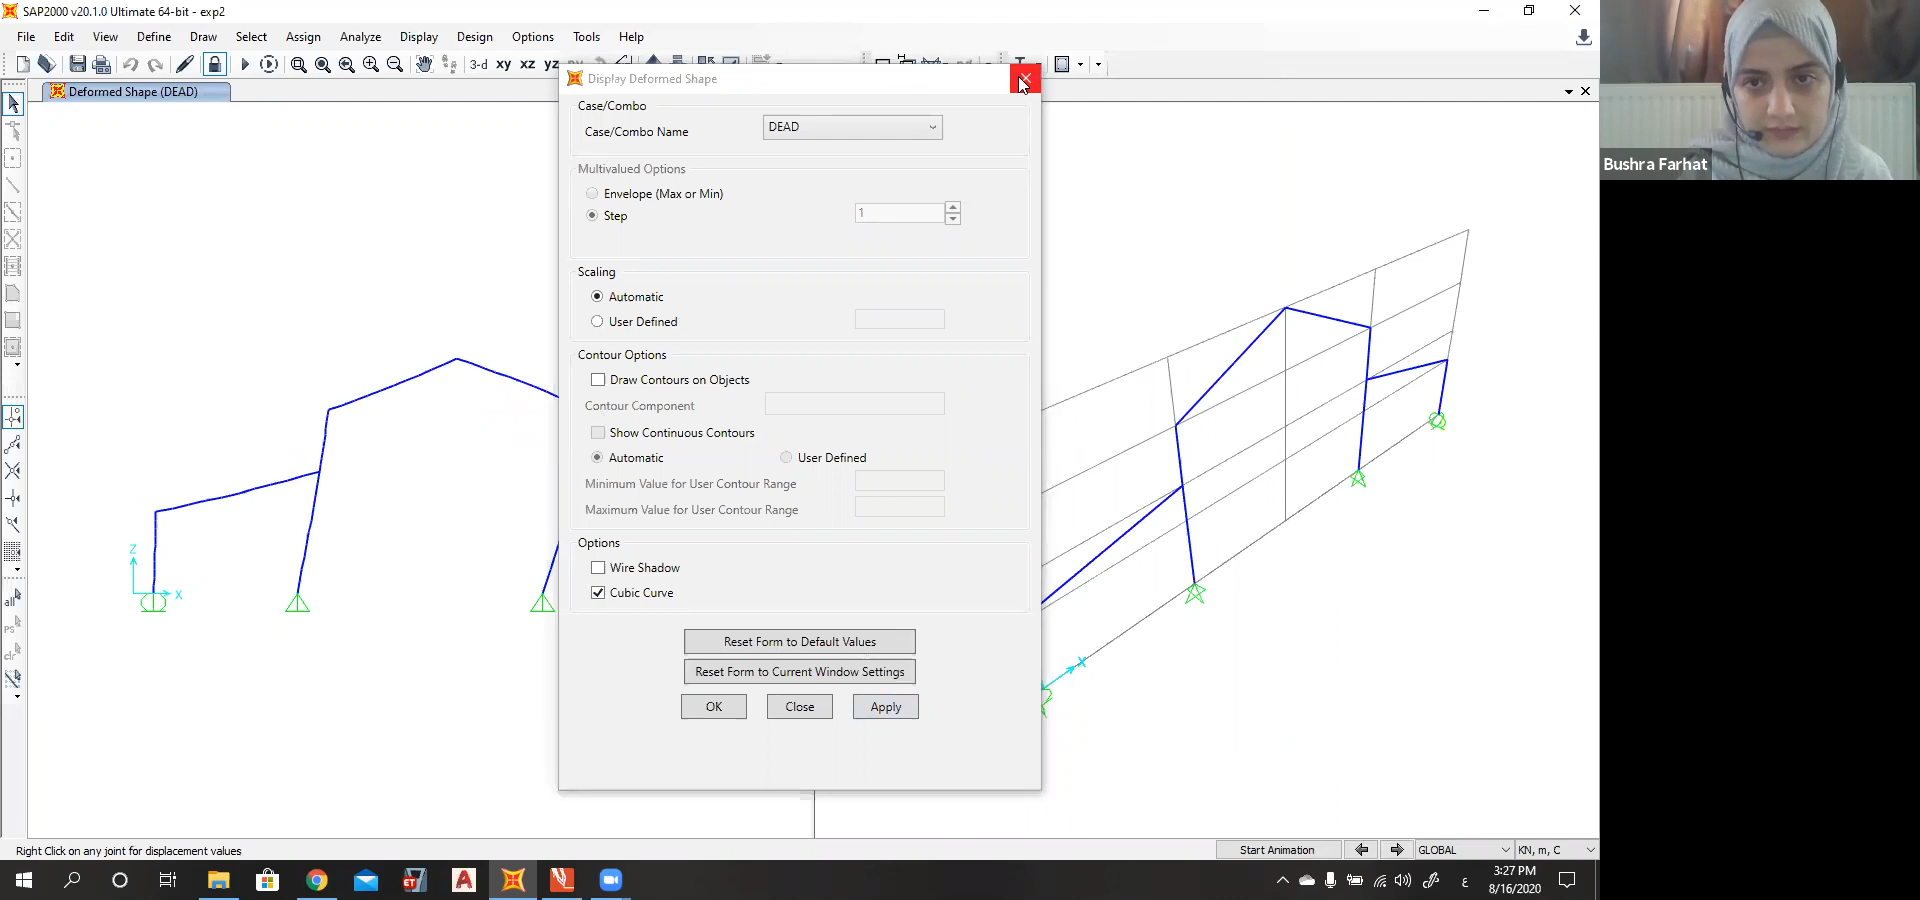 SAP2000 v20.1.0 Ultimate 64-bit - exp2
File Edit View Define Draw Select Assign Analyze Display Design Options Tools Help
3-d xy xz yz
Deformed Shape (DEAD)
Display Deformed Shape
Case/Combo
Case/Combo Name
DEAD
Multivalued Options
Envelope (Max or Min)
Step
1
Scaling
Automatic
User Defined
Contour Options
Draw Contours on Objects
Contour Component
Show Continuous Contours
Automatic
User Defined
Minimum Value for User Contour Range
Maximum Value for User Contour Range
Options
Wire Shadow
Cubic Curve
Reset Form to Default Values
Reset Form to Current Window Settings
OK
Close
Apply
Z
X
X
all
PS
clr
Bushra Farhat
Right Click on any joint for displacement values
Start Animation
GLOBAL
KN, m, C
ET
A
ع
3:27 PM
8/16/2020